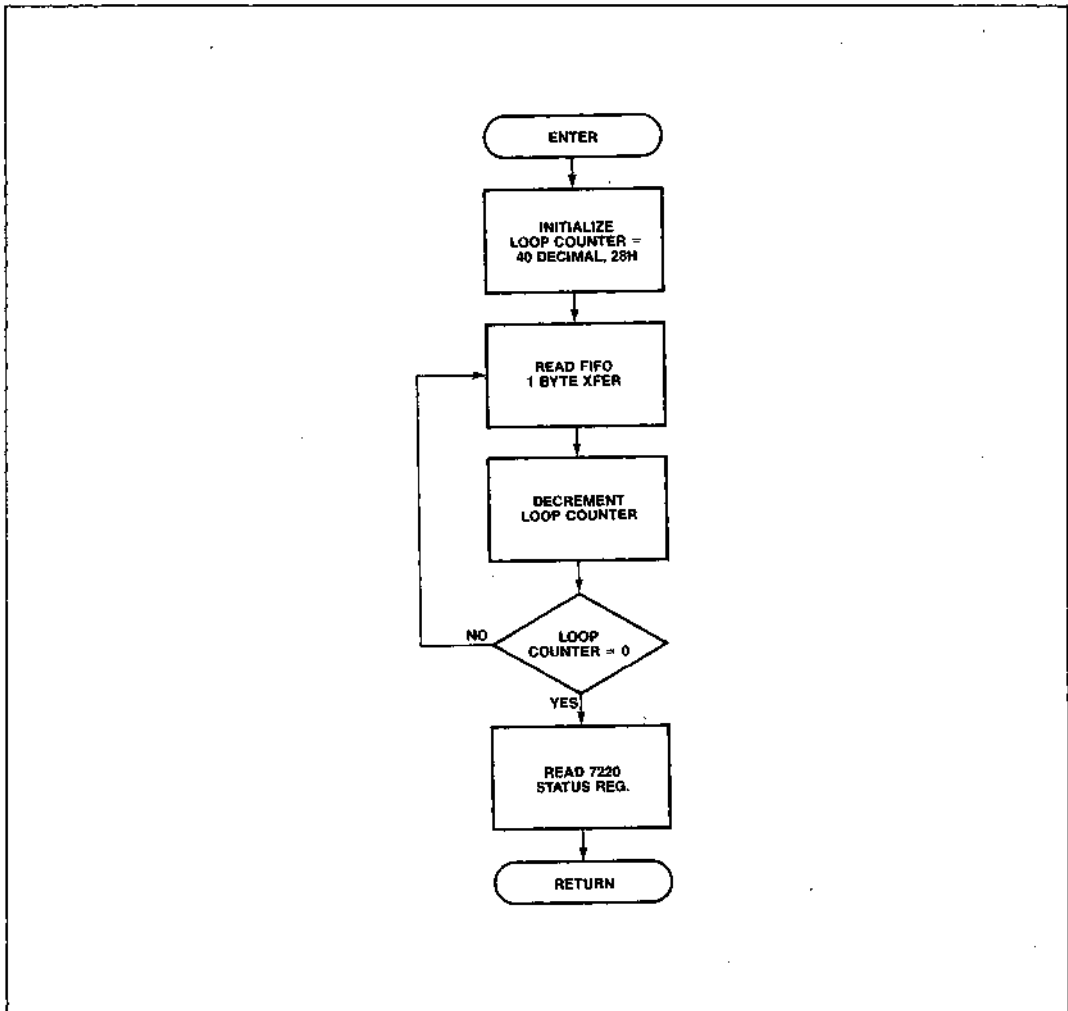 ENTER
INITIALIZE
LOOP COUNTER =
40 DECIMAL, 28H
READ FIFO
1 BYTE XFER
DECREMENT
LOOP COUNTER
NO
LOOP
COUNTER = 0
YES
READ 7220
STATUS REG.
RETURN